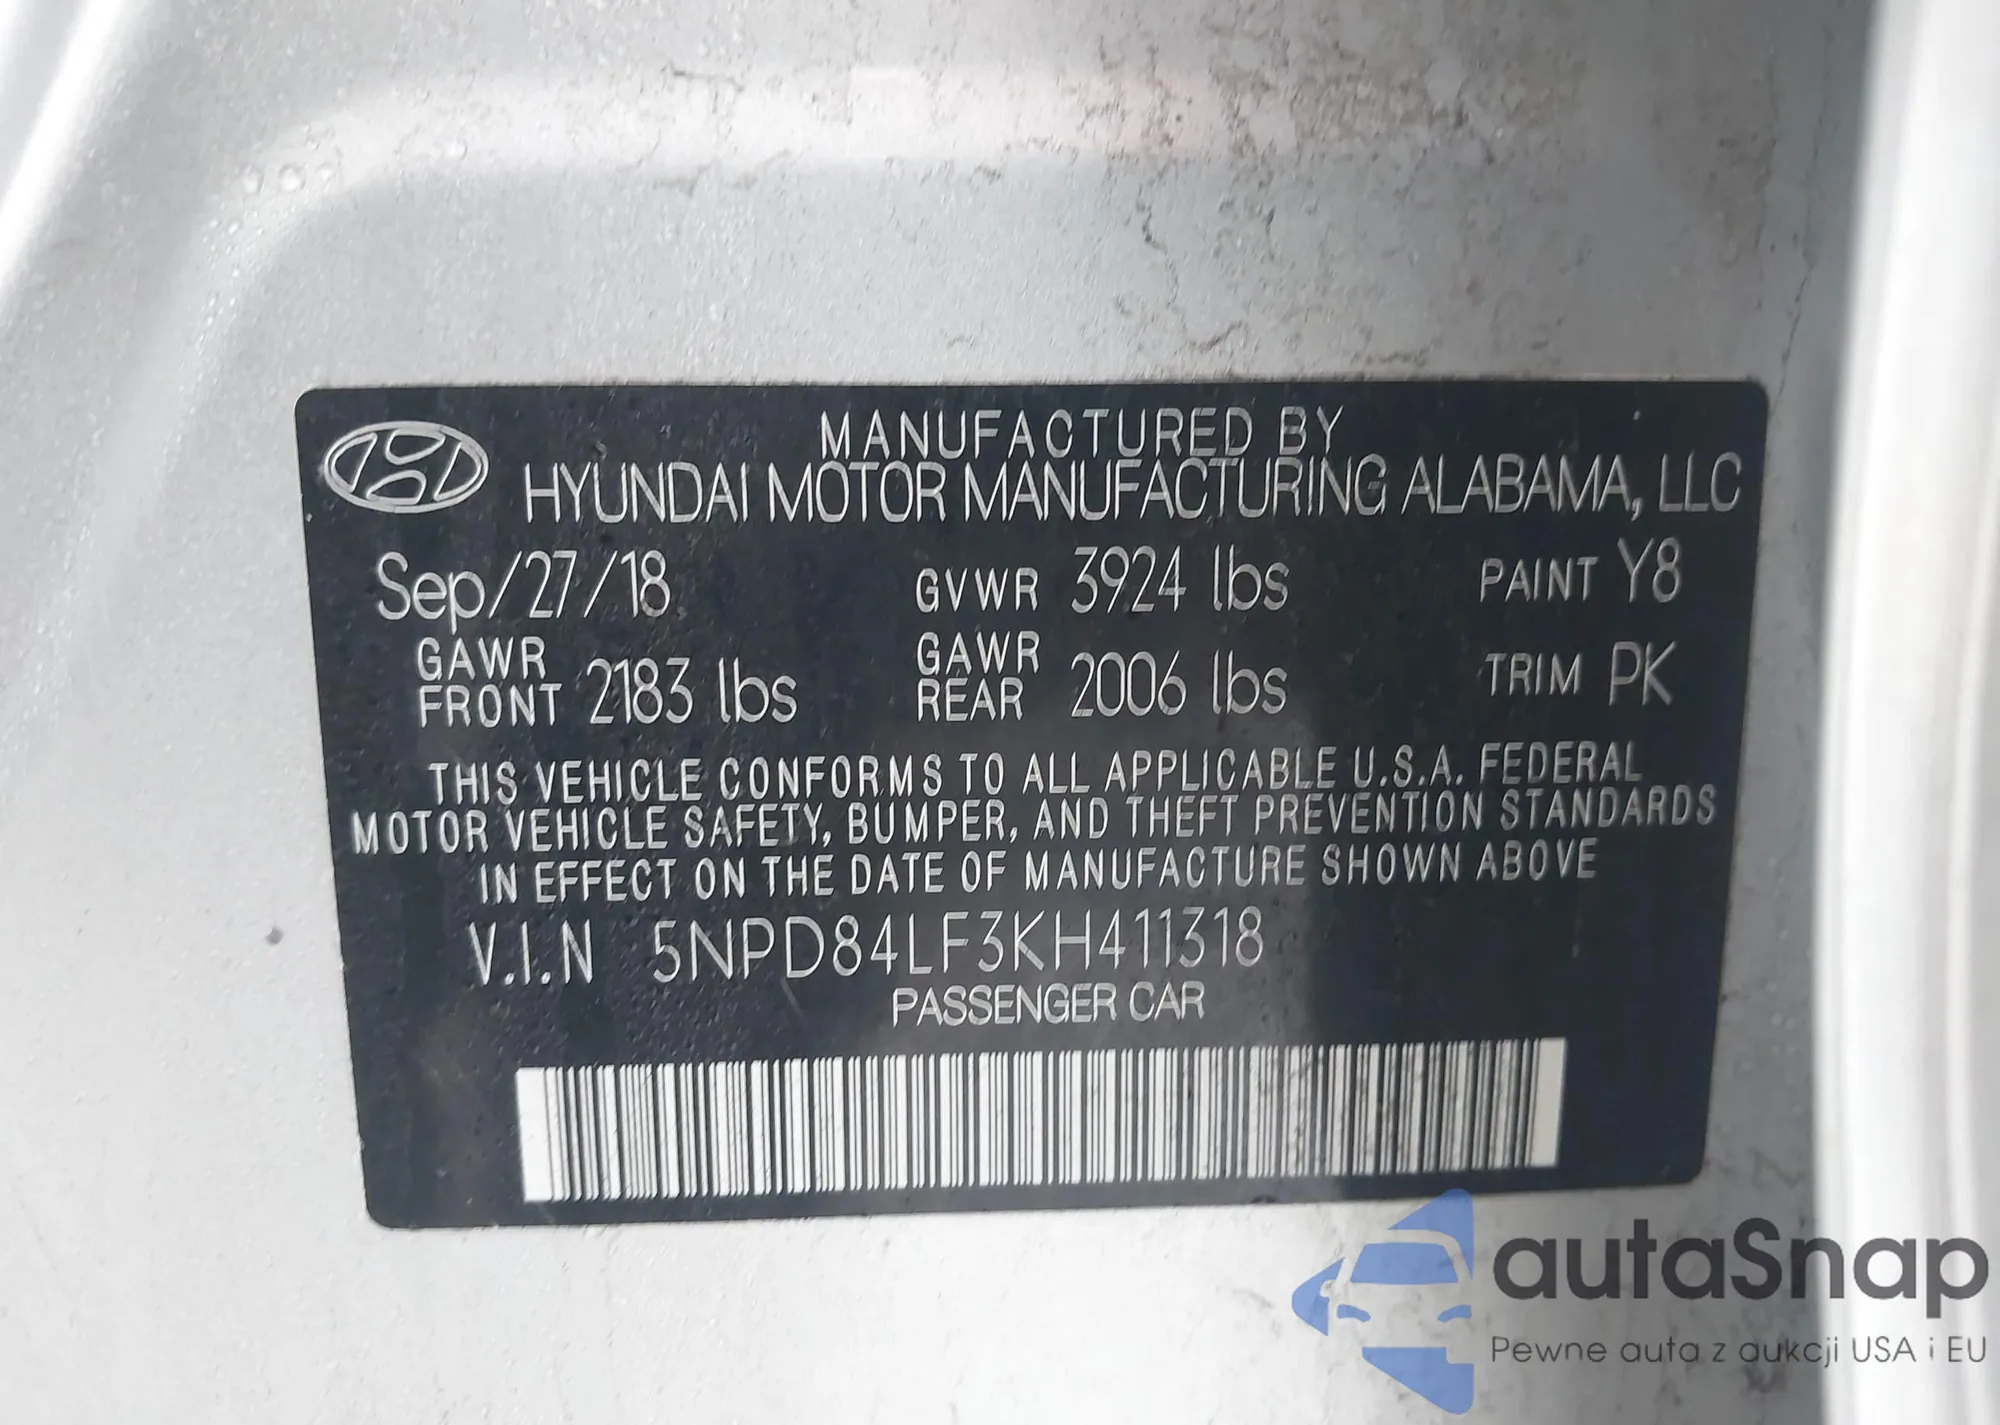 MANUFACTURED BY
HYUNDAI MOTOR MANUFACTURING ALABAMA, LLC
Sep/27/18 GVWR 3924 lbs PAINT Y8
GAWR FRONT 2183 lbs GAWR REAR 2006 lbs TRIM PK
THIS VEHICLE CONFORMS TO ALL APPLICABLE U.S.A. FEDERAL
MOTOR VEHICLE SAFETY, BUMPER, AND THEFT PREVENTION STANDARDS
IN EFFECT ON THE DATE OF MANUFACTURE SHOWN ABOVE
V.I.N 5NPD84LF3KH411318
PASSENGER CAR
autaSnap
Pewne auta z aukcji USA i EU